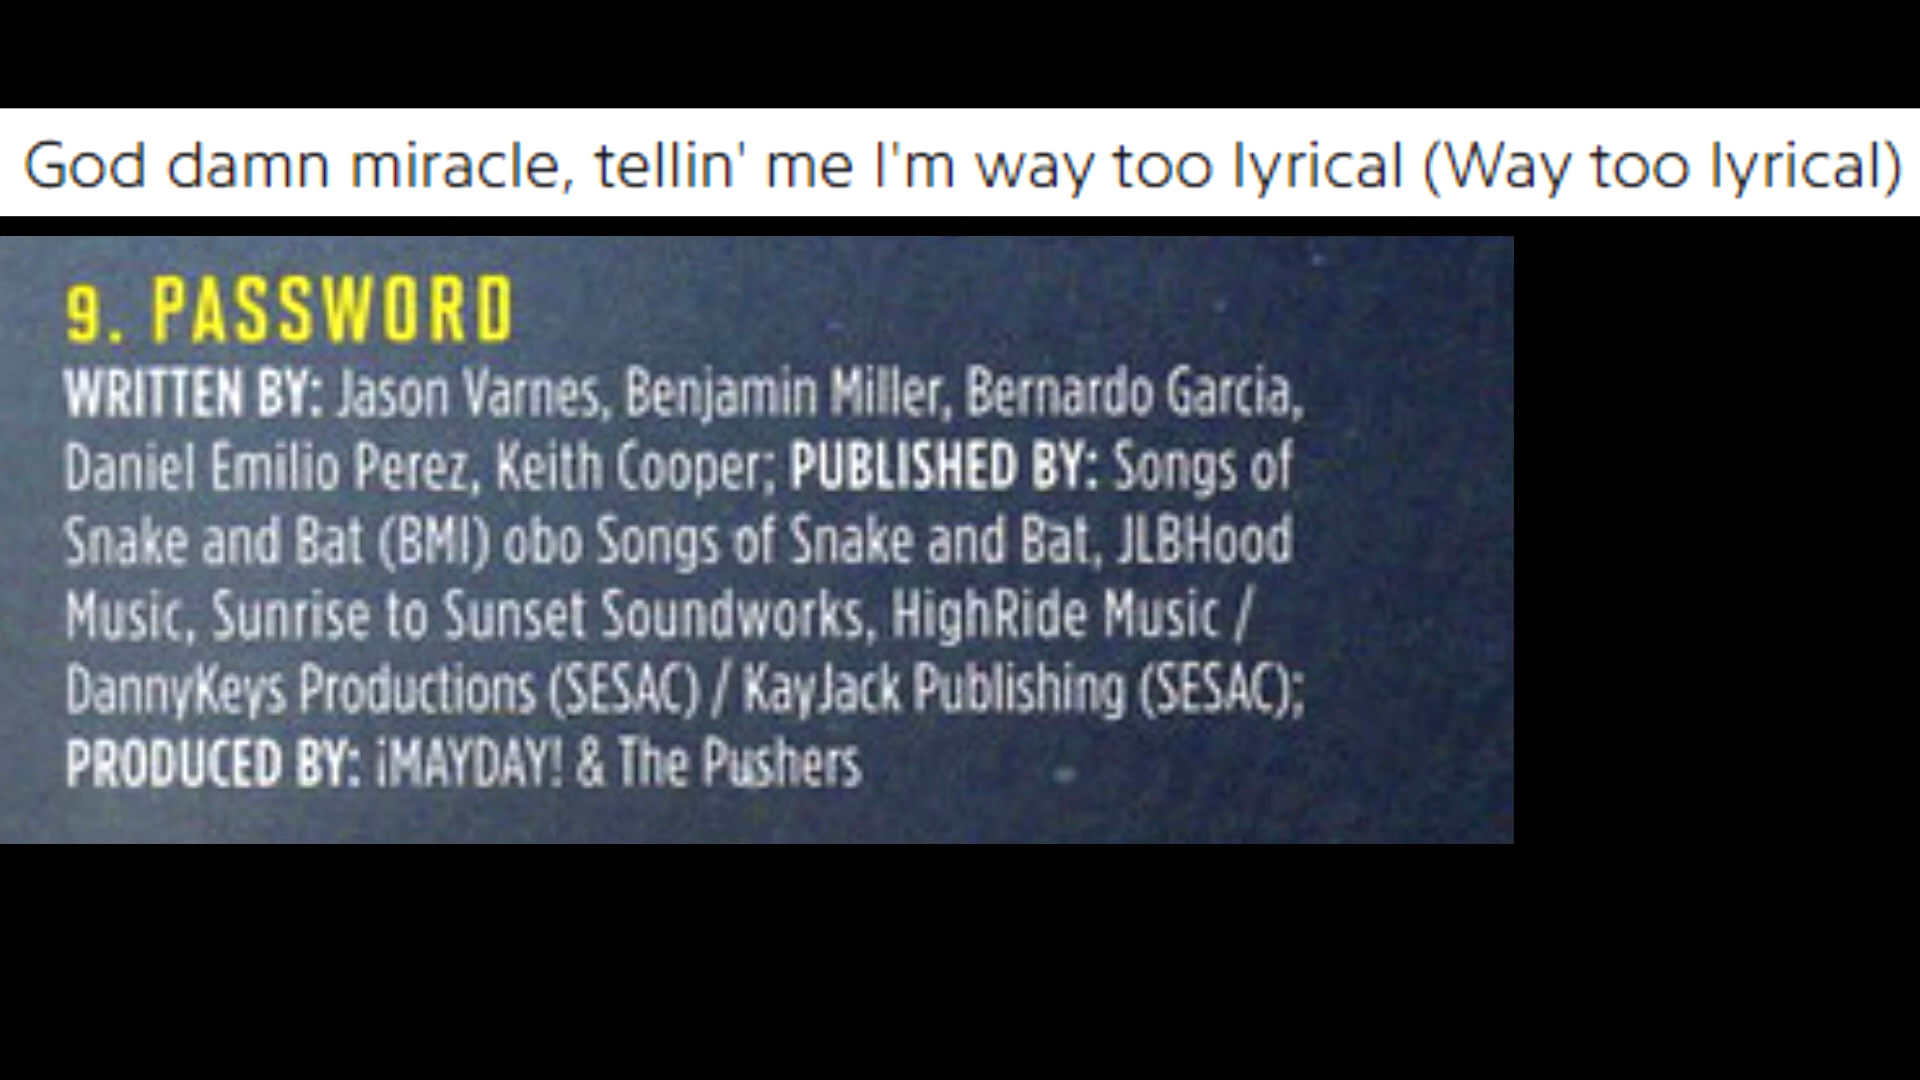 God damn miracle, tellin' me I'm way too lyrical (Way too lyrical)
9. PASSWORD
WRITTEN BY: Jason Varnes, Benjamin Miller, Bernardo Garcia,
Daniel Emilio Perez, Keith Cooper; PUBLISHED BY: Songs of
Snake and Bat (BMI) obo Songs of Snake and Bat, JLBHood
Music, Sunrise to Sunset Soundworks, HighRide Music /
DannyKeys Productions (SESAC) / KayJack Publishing (SESAC);
PRODUCED BY: ¡MAYDAY! & The Pushers